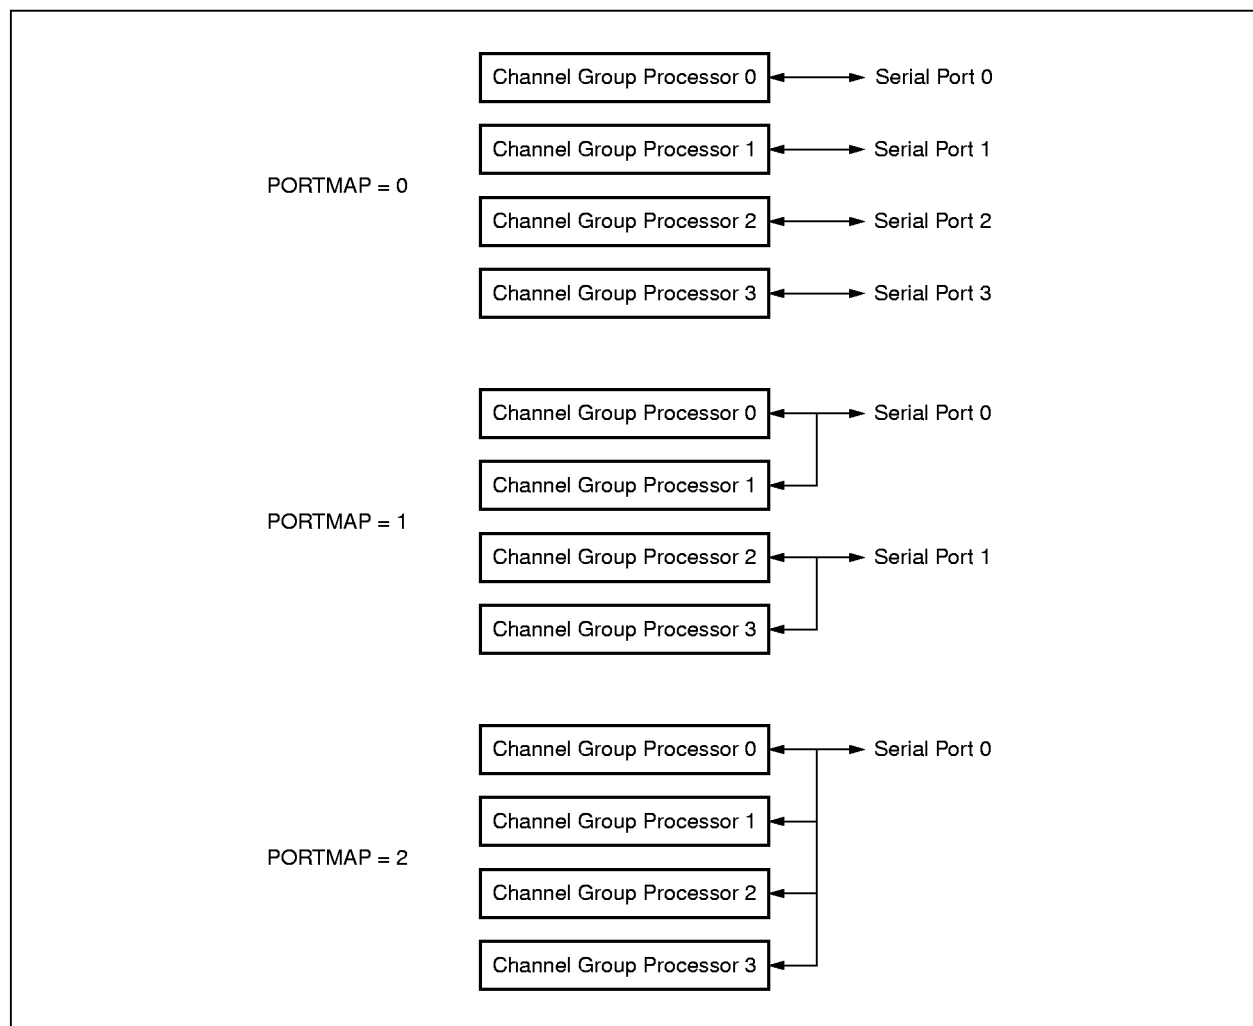 Channel Group Processor 0 Serial Port 0
Channel Group Processor 1 Serial Port 1
PORTMAP = 0
Channel Group Processor 2 Serial Port 2
Channel Group Processor 3 Serial Port 3
Channel Group Processor 0 Serial Port 0
Channel Group Processor 1
PORTMAP = 1
Channel Group Processor 2 Serial Port 1
Channel Group Processor 3
Channel Group Processor 0 Serial Port 0
Channel Group Processor 1
PORTMAP = 2
Channel Group Processor 2
Channel Group Processor 3